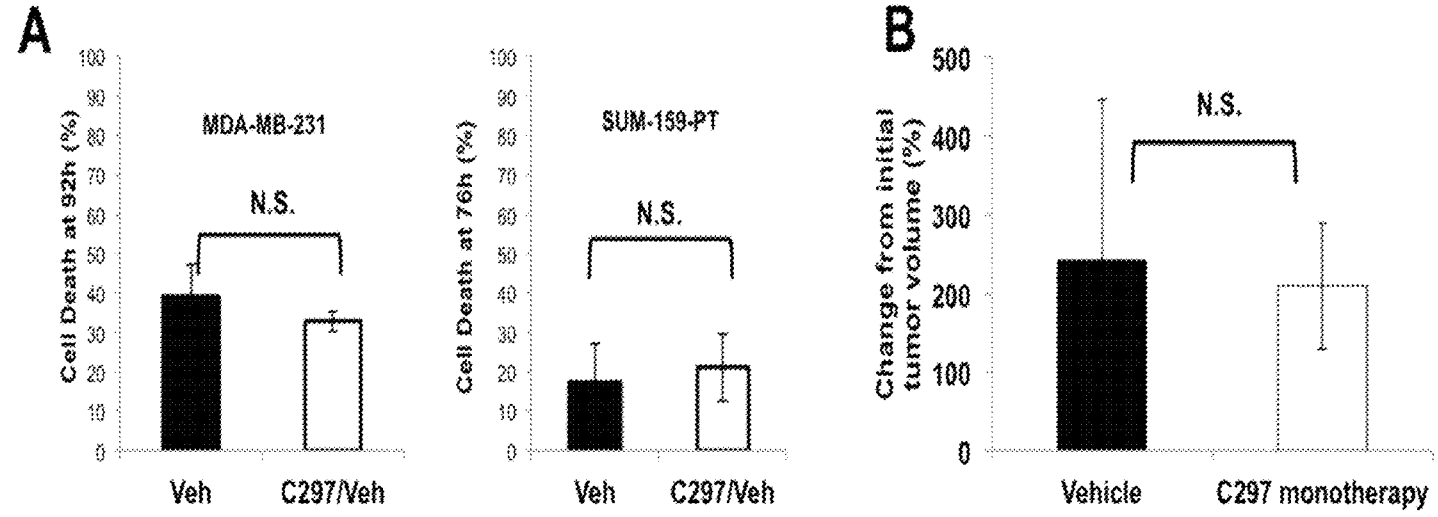 A
Cell Death at 92h (%)
100
90
80
70
60
50
40
30
20
10
0
MDA-MB-231
N.S.
Veh C297/Veh
Cell Death at 76h (%)
100
90
80
70
60
50
40
30
20
10
0
SUM-159-PT
N.S.
Veh C297/Veh
B
Change from initial
tumor volume (%)
500
400
300
200
100
0
N.S.
Vehicle C297 monotherapy